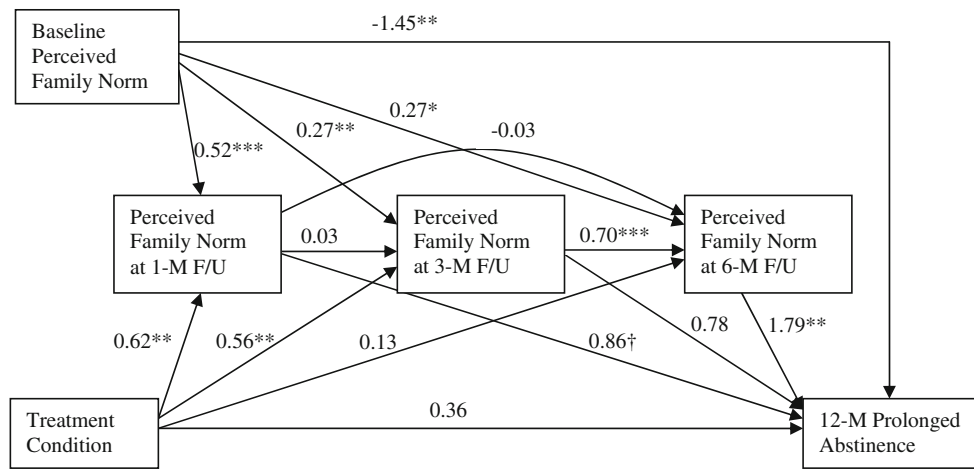 Baseline
Perceived
Family Norm
-1.45**
0.27*
0.27**
-0.03
0.52***
Perceived
Family Norm
at 1-M F/U
0.03
Perceived
Family Norm
at 3-M F/U
0.70***
Perceived
Family Norm
at 6-M F/U
0.62**
0.56**
0.13
0.86†
0.78
1.79**
Treatment
Condition
0.36
12-M Prolonged
Abstinence